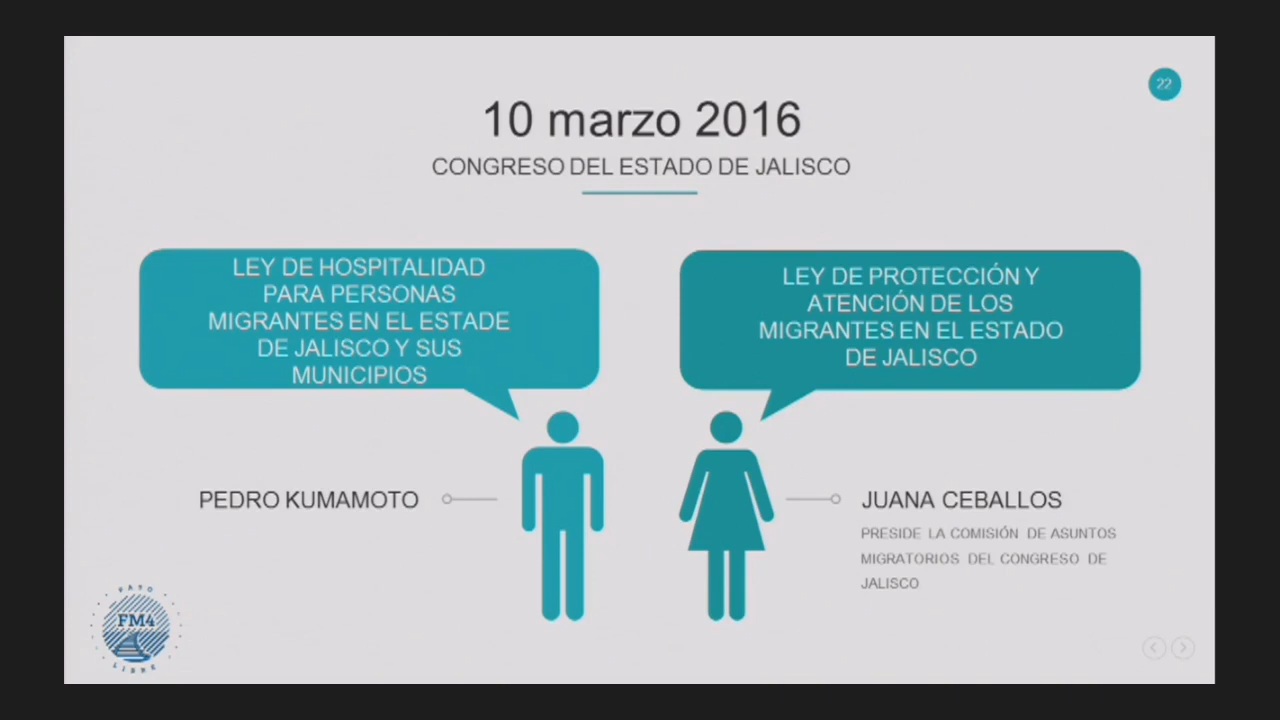 22
10 marzo 2016
CONGRESO DEL ESTADO DE JALISCO
LEY DE HOSPITALIDAD
PARA PERSONAS
MIGRANTES EN EL ESTADE
DE JALISCO Y SUS
MUNICIPIOS
LEY DE PROTECCIÓN Y
ATENCIÓN DE LOS
MIGRANTES EN EL ESTADO
DE JALISCO
PEDRO KUMAMOTO
JUANA CEBALLOS
PRESIDE LA COMISIÓN DE ASUNTOS
MIGRATORIOS DEL CONGRESO DE
JALISCO
PASO
FM4
LIBRE